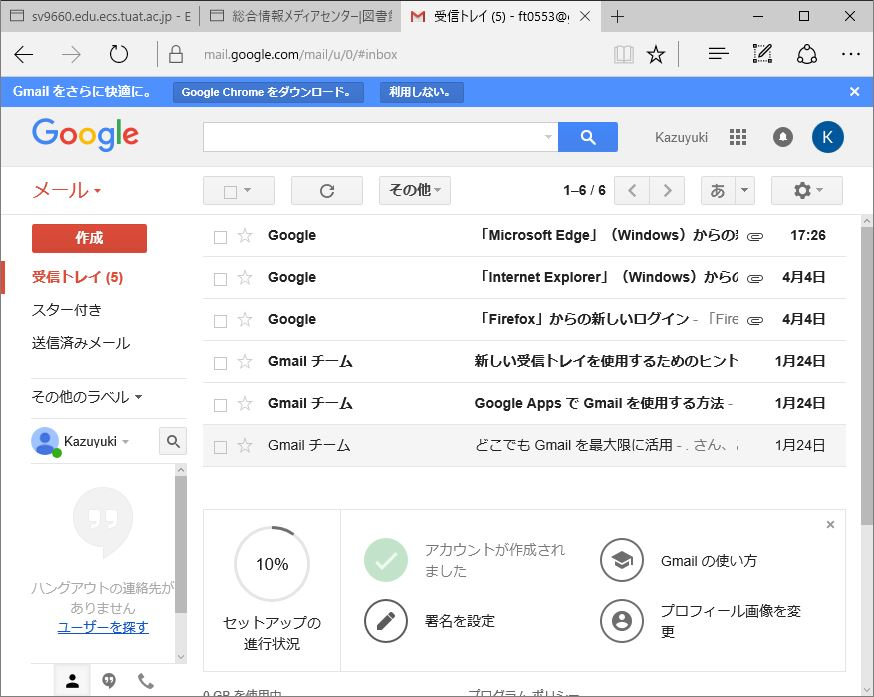 sv9660.edu.ecs.tuat.ac.jp - E
総合情報メディアセンター|図書館
受信トレイ (5) - ft0553@g
mail.google.com/mail/u/0/#inbox
Gmail をさらに快適に。 Google Chrome をダウンロード。 利用しない。
Google
Kazuyuki K
メール
その他 1–6 / 6 あ
作成
受信トレイ (5)
スター付き
送信済みメール
その他のラベル
Kazuyuki
ハングアウトの連絡先が
ありません
ユーザーを探す
Google 「Microsoft Edge」（Windows）からの 17:26
Google 「Internet Explorer」（Windows）から 4月4日
Google 「Firefox」からの新しいログイン - 「Fire 4月4日
Gmail チーム 新しい受信トレイを使用するためのヒント 1月24日
Gmail チーム Google Apps で Gmail を使用する方法 - 1月24日
Gmail チーム どこでも Gmail を最大限に活用 - . さん、 1月24日
10%
セットアップの
進行状況
アカウントが作成され
ました
Gmail の使い方
署名を設定
プロフィール画像を変
更
0 GB を使用中
プログラム ポリシー